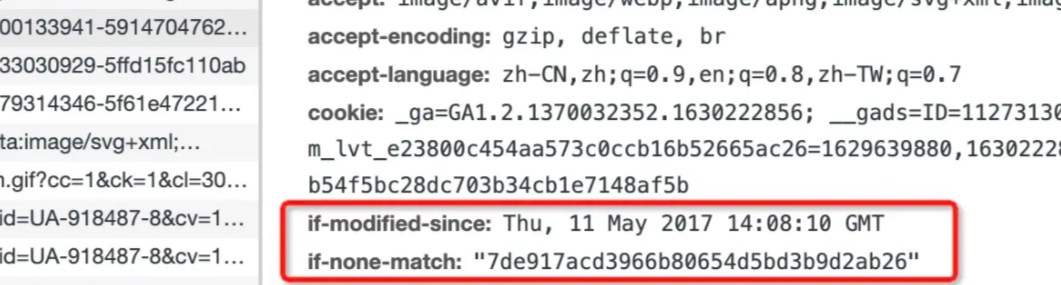 00133941-5914704762...
33030929-5ffd15fc110ab
79314346-5f61e47221...
ta:image/svg+xml;...
n.gif?cc=1&ck=1&cl=30...
id=UA-918487-8&cv=1...
id=UA-918487-8&cv=1...
accept: image/avif,image/webp,image/apng,image/svg+xml,ima
accept-encoding: gzip, deflate, br
accept-language: zh-CN,zh;q=0.9,en;q=0.8,zh-TW;q=0.7
cookie: _ga=GA1.2.1370032352.1630222856; __gads=ID=11273130
m_lvt_e23800c454aa573c0ccb16b52665ac26=1629639880,16302228
b54f5bc28dc703b34cb1e7148af5b
if-modified-since: Thu, 11 May 2017 14:08:10 GMT
if-none-match: "7de917acd3966b80654d5bd3b9d2ab26"